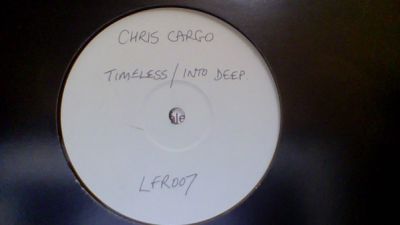 CHRIS CARGO
TIMELESS / INTO DEEP
LFR007